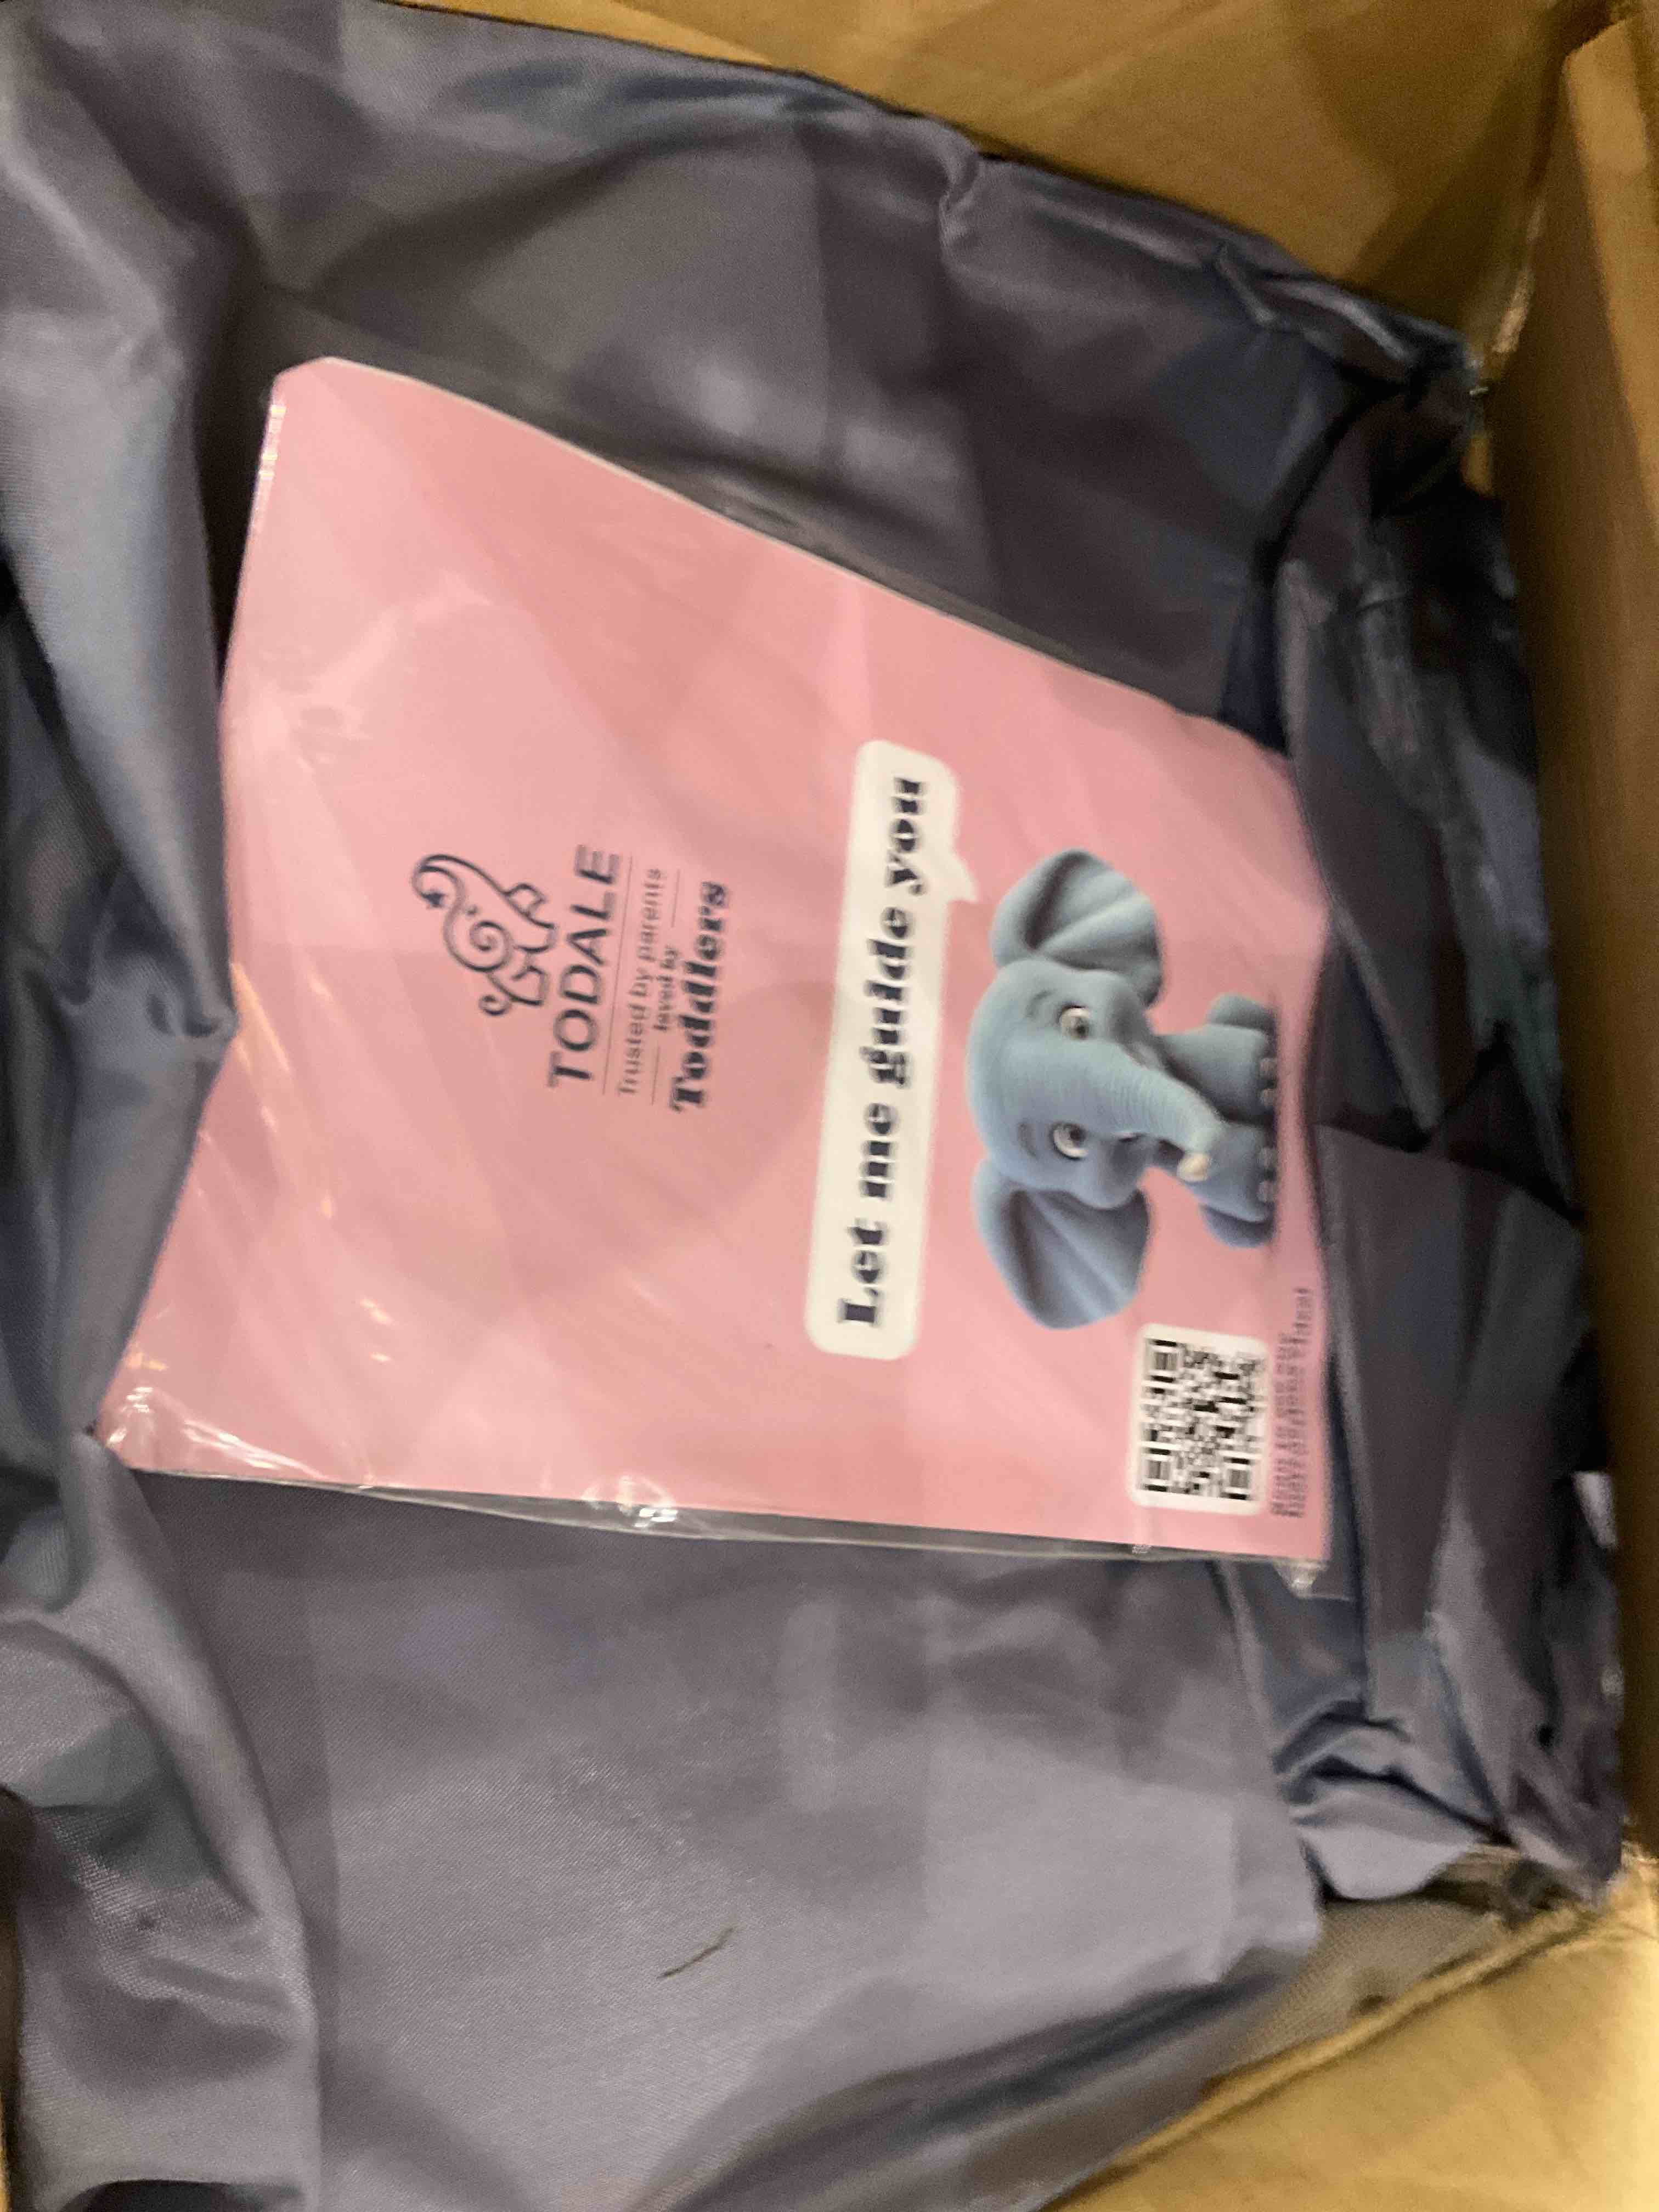 TODALE
Trusted by parents
loved by
Toddlers
Let me guide you